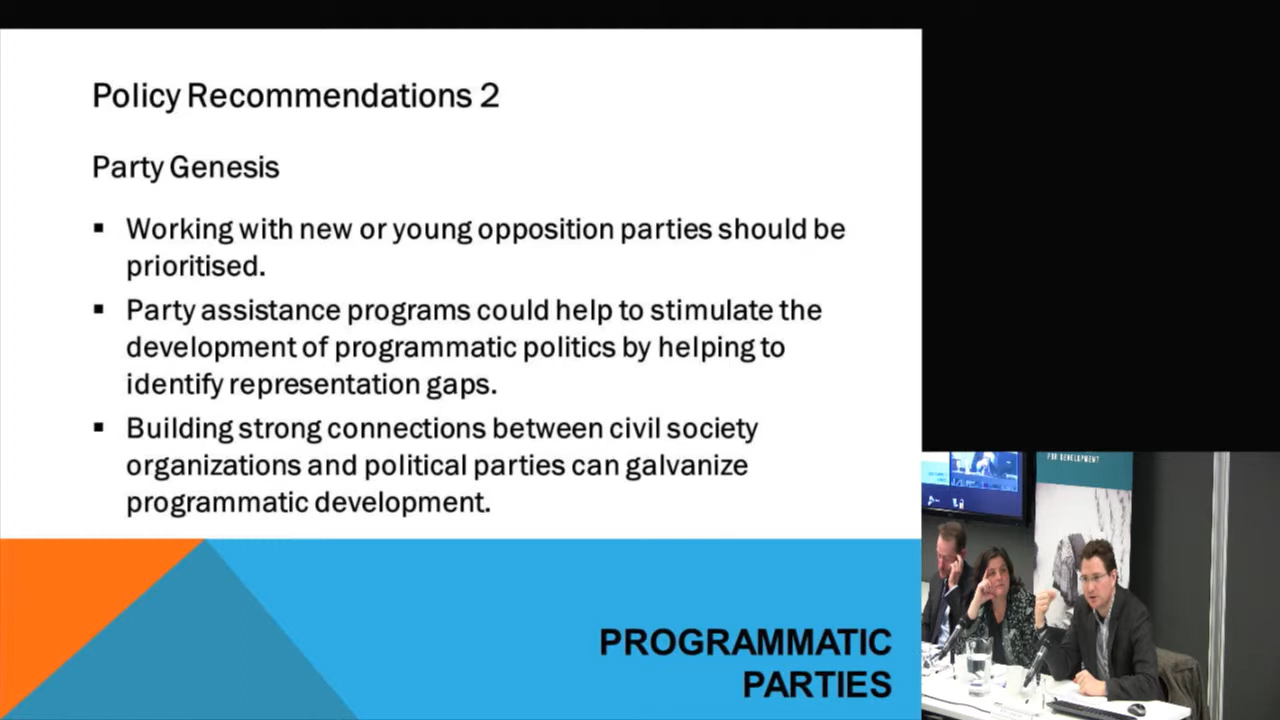 Policy Recommendations 2
Party Genesis
▪ Working with new or young opposition parties should be
prioritised.
▪ Party assistance programs could help to stimulate the
development of programmatic politics by helping to
identify representation gaps.
▪ Building strong connections between civil society
organizations and political parties can galvanize
programmatic development.
PROGRAMMATIC
PARTIES
FOR DEVELOPMENT